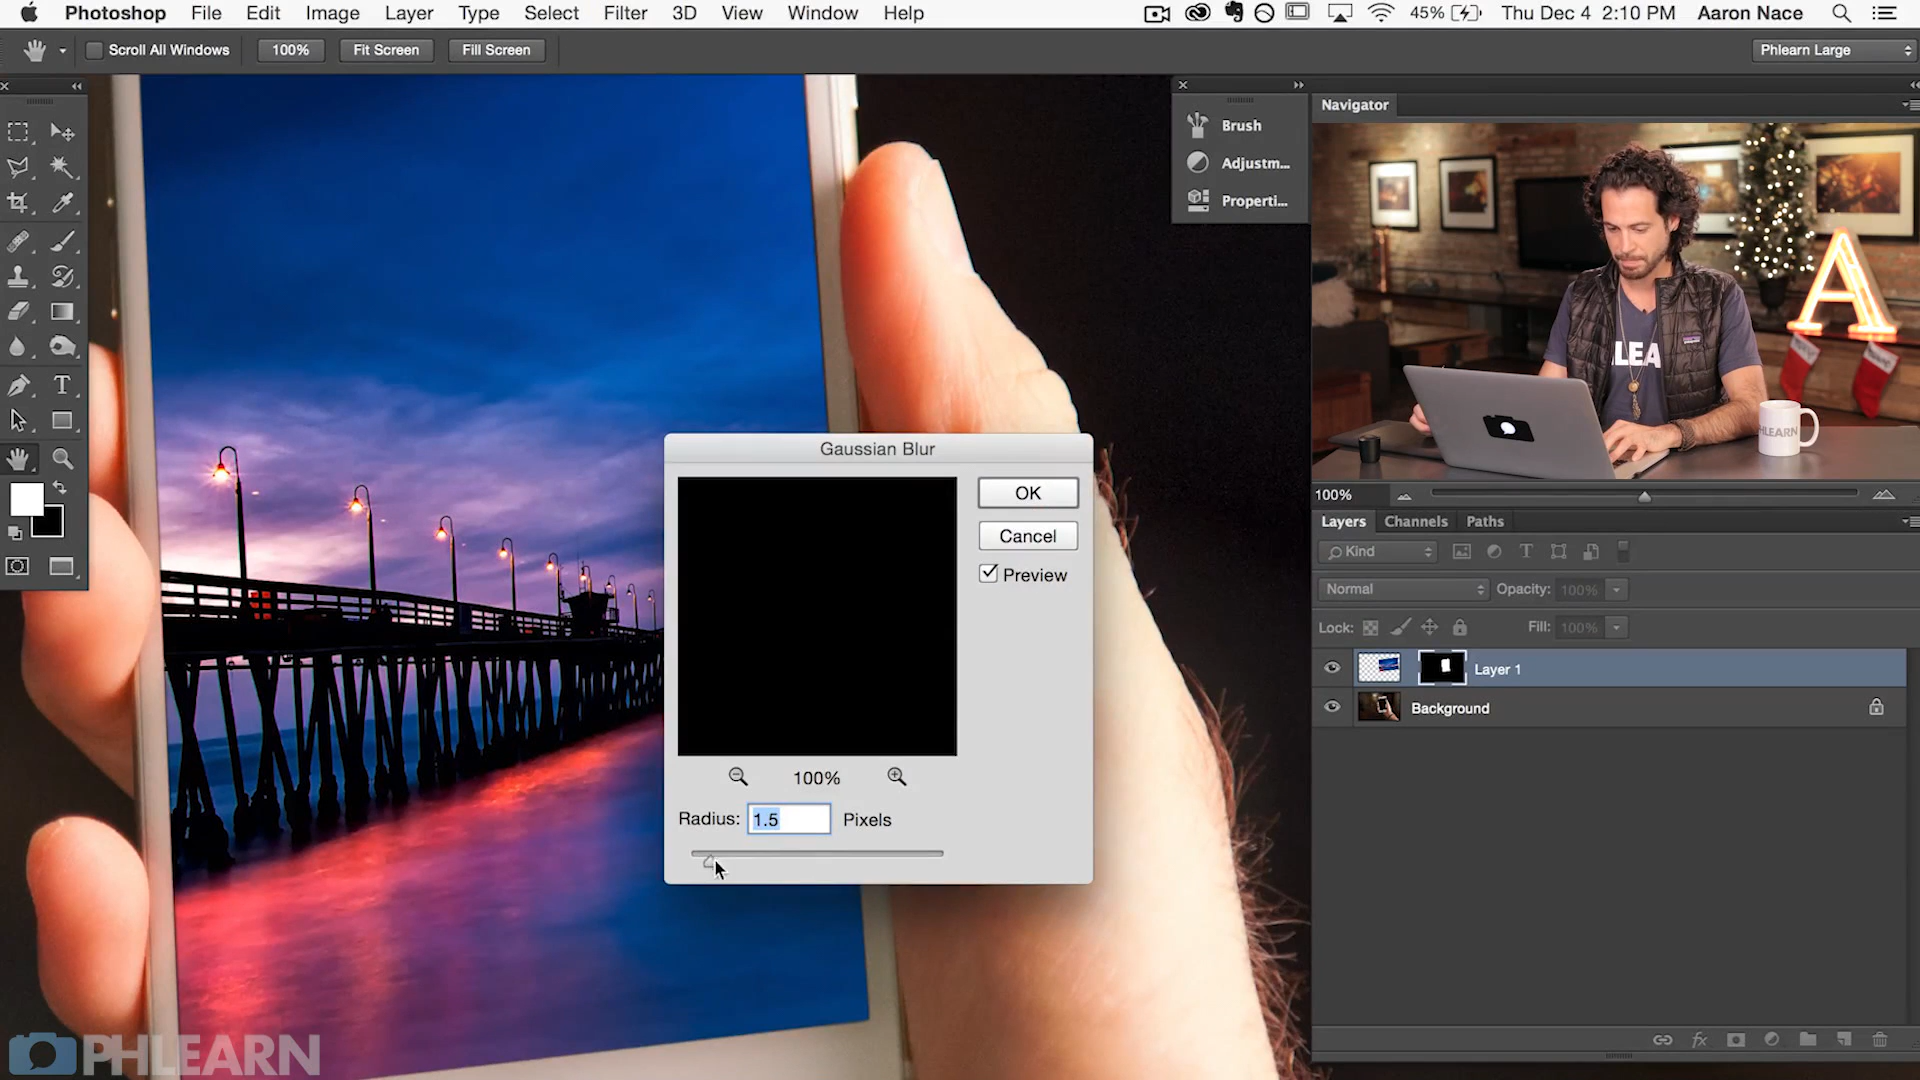 Photoshop File Edit Image Layer Type Select Filter 3D View Window Help 45% Thu Dec 4 2:10 PM Aaron Nace
Scroll All Windows 100% Fit Screen Fill Screen Phlearn Large
Brush
Adjustm...
Properti...
Navigator
HLEA
A
PHLEARN
100%
Gaussian Blur
OK
Cancel
Preview
100%
Radius: 1.5 Pixels
Layers Channels Paths
Kind
Normal Opacity: 100%
Lock: Fill: 100%
Layer 1
Background
PHLEARN